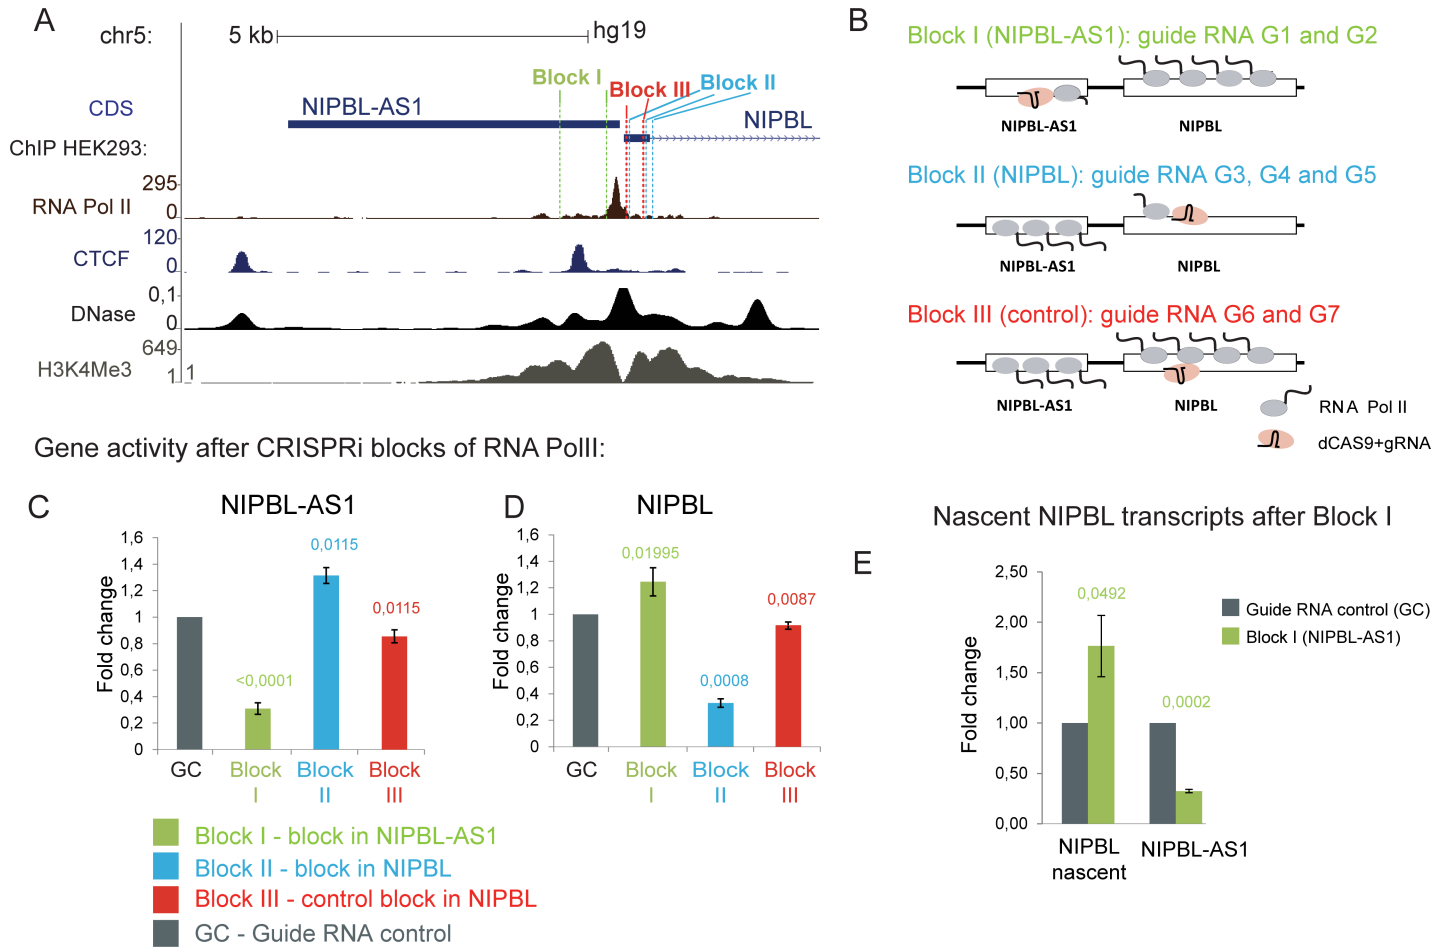 A
chr5:
5 kb
hg19
Block I
Block III
Block II
CDS
NIPBL-AS1
NIPBL
ChIP HEK293:
295
RNA Pol II
0
120
CTCF
0
0,1
DNase
0
649
H3K4Me3
1
1
B
Block I (NIPBL-AS1): guide RNA G1 and G2
NIPBL-AS1
NIPBL
Block II (NIPBL): guide RNA G3, G4 and G5
NIPBL-AS1
NIPBL
Block III (control): guide RNA G6 and G7
NIPBL-AS1
NIPBL
RNA Pol II
dCAS9+gRNA
Gene activity after CRISPRi blocks of RNA PolII:
C
NIPBL-AS1
Fold change
1,6
1,4
1,2
1
0,8
0,6
0,4
0,2
0
<0,0001
0,0115
0,0115
GC
Block I
Block II
Block III
D
NIPBL
Fold change
1,6
1,4
1,2
1
0,8
0,6
0,4
0,2
0
0,01995
0,0008
0,0087
GC
Block I
Block II
Block III
Block I - block in NIPBL-AS1
Block II - block in NIPBL
Block III - control block in NIPBL
GC - Guide RNA control
Nascent NIPBL transcripts after Block I
E
Fold change
2,50
2,00
1,50
1,00
0,50
0,00
0,0492
0,0002
NIPBL
nascent
NIPBL-AS1
Guide RNA control (GC)
Block I (NIPBL-AS1)